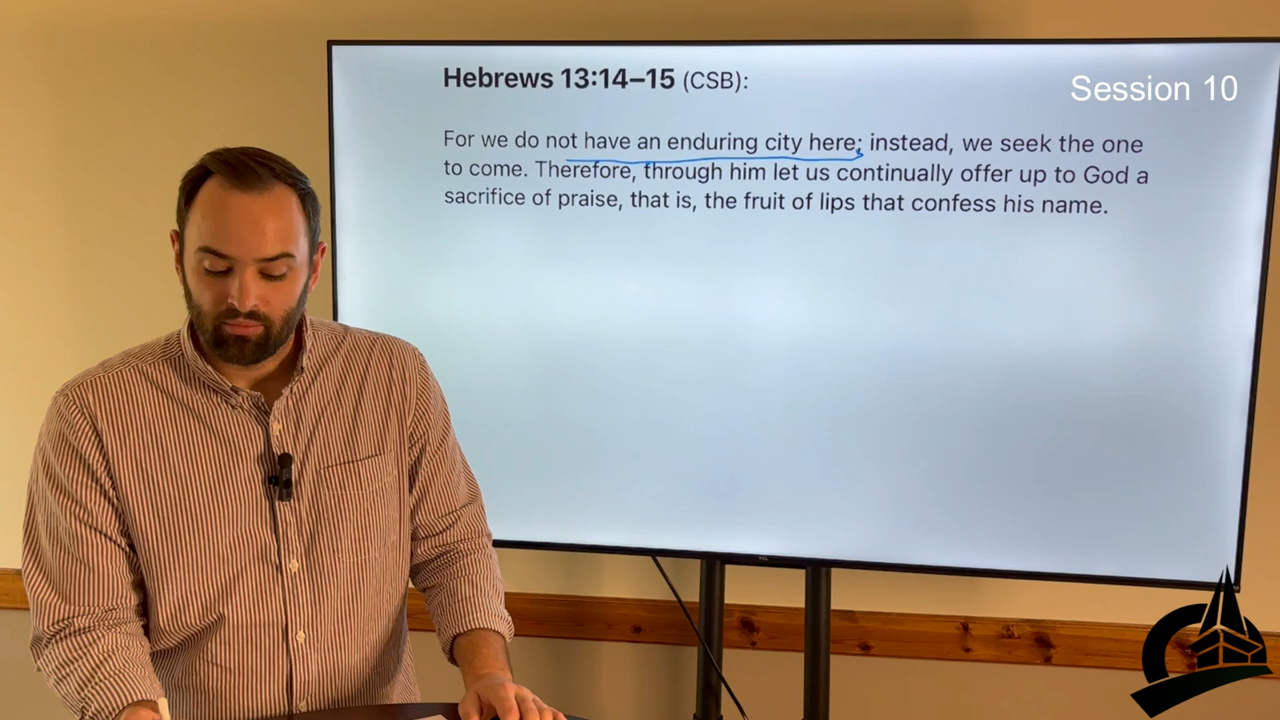 Hebrews 13:14–15 (CSB):
Session 10
For we do not have an enduring city here; instead, we seek the one
to come. Therefore, through him let us continually offer up to God a
sacrifice of praise, that is, the fruit of lips that confess his name.
TCL